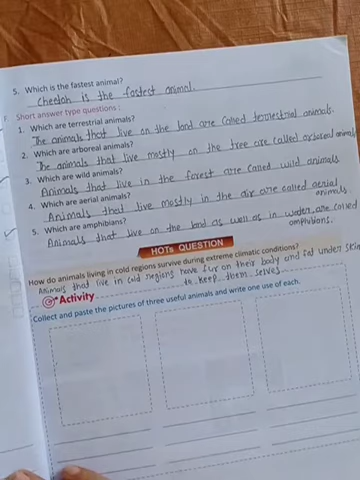 5. Which is the fastest animal?
Cheetah is the fastest animal.
F. Short answer type questions :
1. Which are terrestrial animals?
The animals that live on the land are called terrestrial animals.
2. Which are arboreal animals?
The animals that live mostly on the tree are called arboreal animals
3. Which are wild animals?
Animals that live in the forest are called wild animals
4. Which are aerial animals?
Animals that live mostly in the air are called aerial
animals.
5. Which are amphibians?
Animals that live on the land as well as in water, are called
amphibians.
HOTs QUESTION
How do animals living in cold regions survive during extreme climatic conditions?
Animals that live in cold regions have fur on their body and fat under skin
to keep them selves
Activity
Collect and paste the pictures of three useful animals and write one use of each.